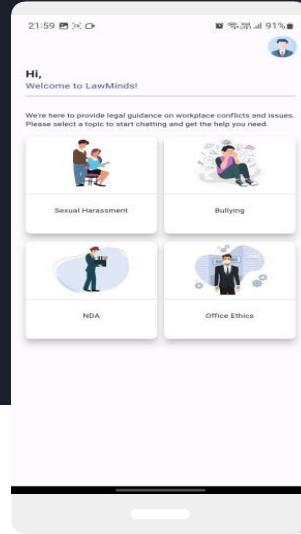 21:59
91%
Hi,
Welcome to LawMinds!
We're here to provide legal guidance on workplace conflicts and issues.
Please select a topic to start chatting and get the help you need.
Sexual Harassment
Bullying
NDA
Office Ethics